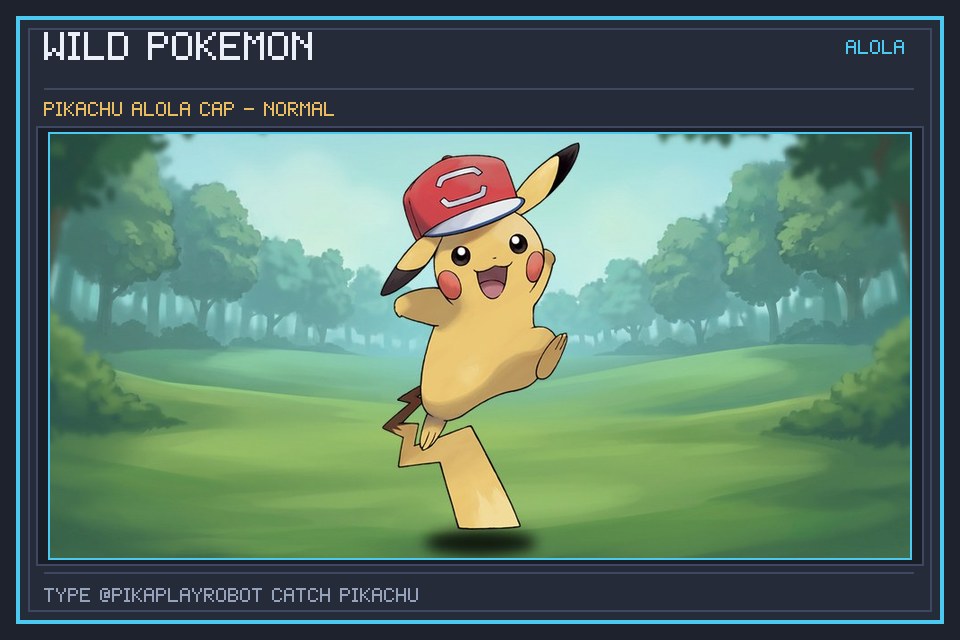 WILD POKEMON
ALOLA
PIKACHU ALOLA CAP - NORMAL
TYPE @PIKAPLAYROBOT CATCH PIKACHU